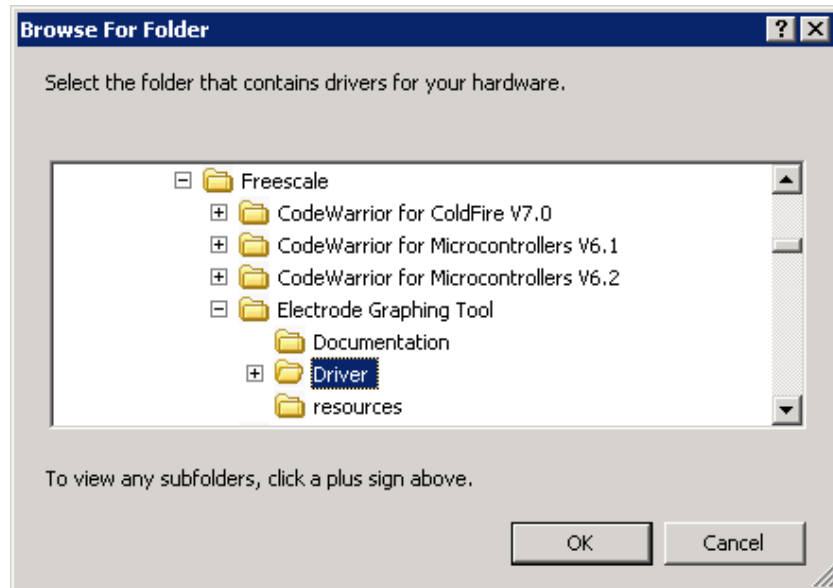 Browse For Folder
Select the folder that contains drivers for your hardware.
Freescale
CodeWarrior for ColdFire V7.0
CodeWarrior for Microcontrollers V6.1
CodeWarrior for Microcontrollers V6.2
Electrode Graphing Tool
Documentation
Driver
resources
To view any subfolders, click a plus sign above.
OK Cancel